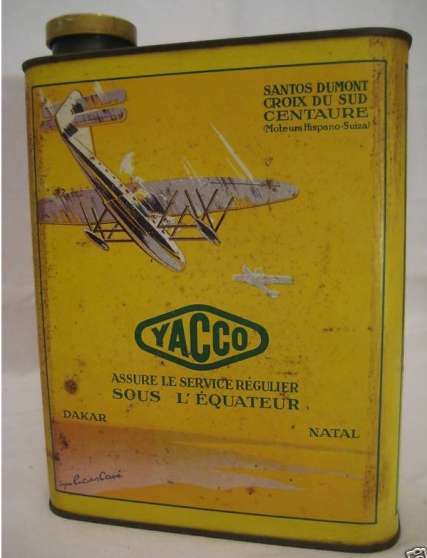 SANTOS DUMONT
CROIX DU SUD
CENTAURE
(Moteurs Hispano-Suiza)
YACCO
ASSURE LE SERVICE RÉGULIER
SOUS L'ÉQUATEUR
DAKAR
NATAL